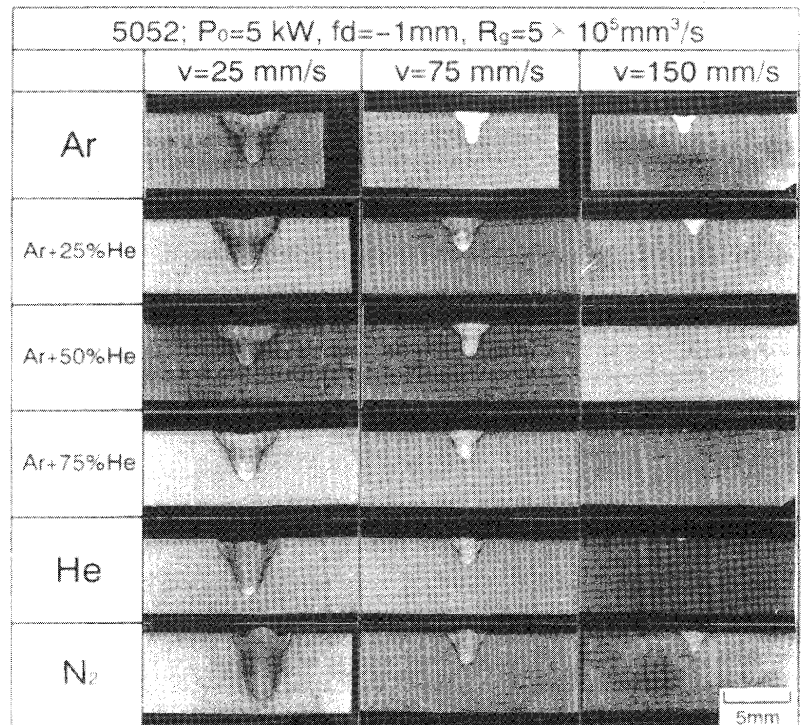 5052; P₀=5 kW, fd=−1mm, Rg=5 × 10⁵mm³/s
v=25 mm/s v=75 mm/s v=150 mm/s
Ar
Ar+25%He
Ar+50%He
Ar+75%He
He
N₂
5mm